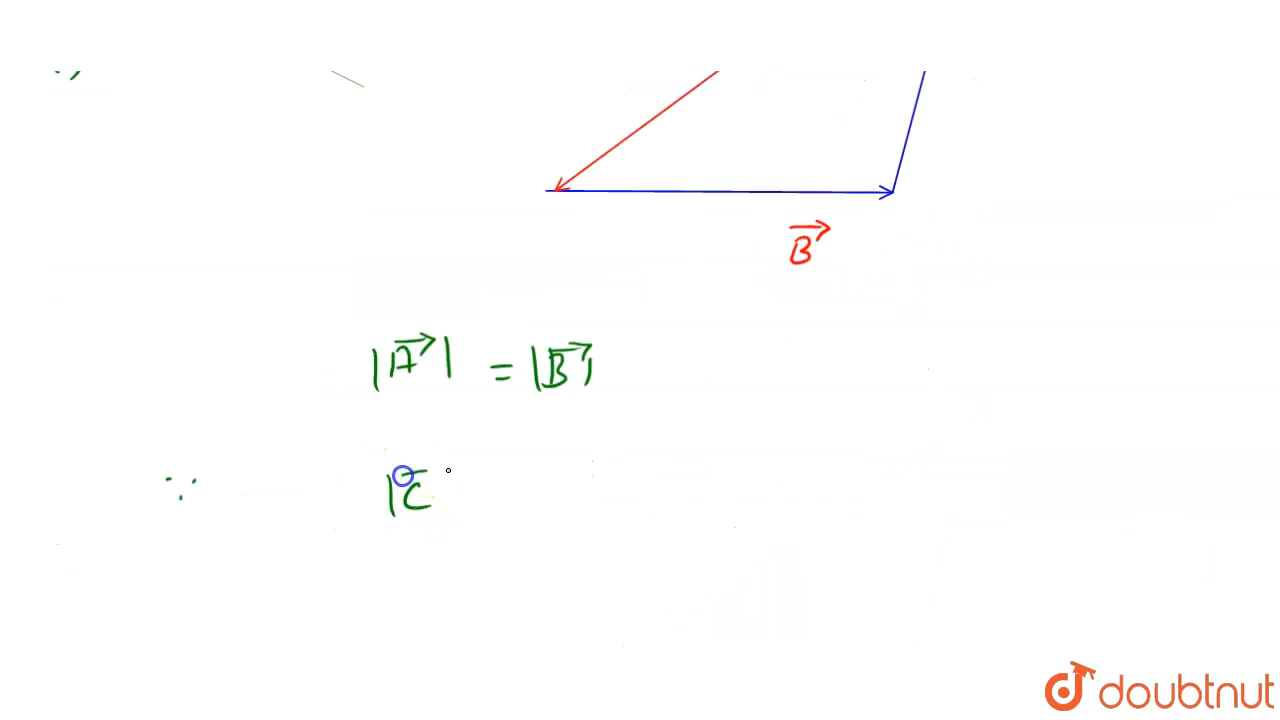 B⃗
|A⃗| = |B⃗|
∵ |C
doubtnut